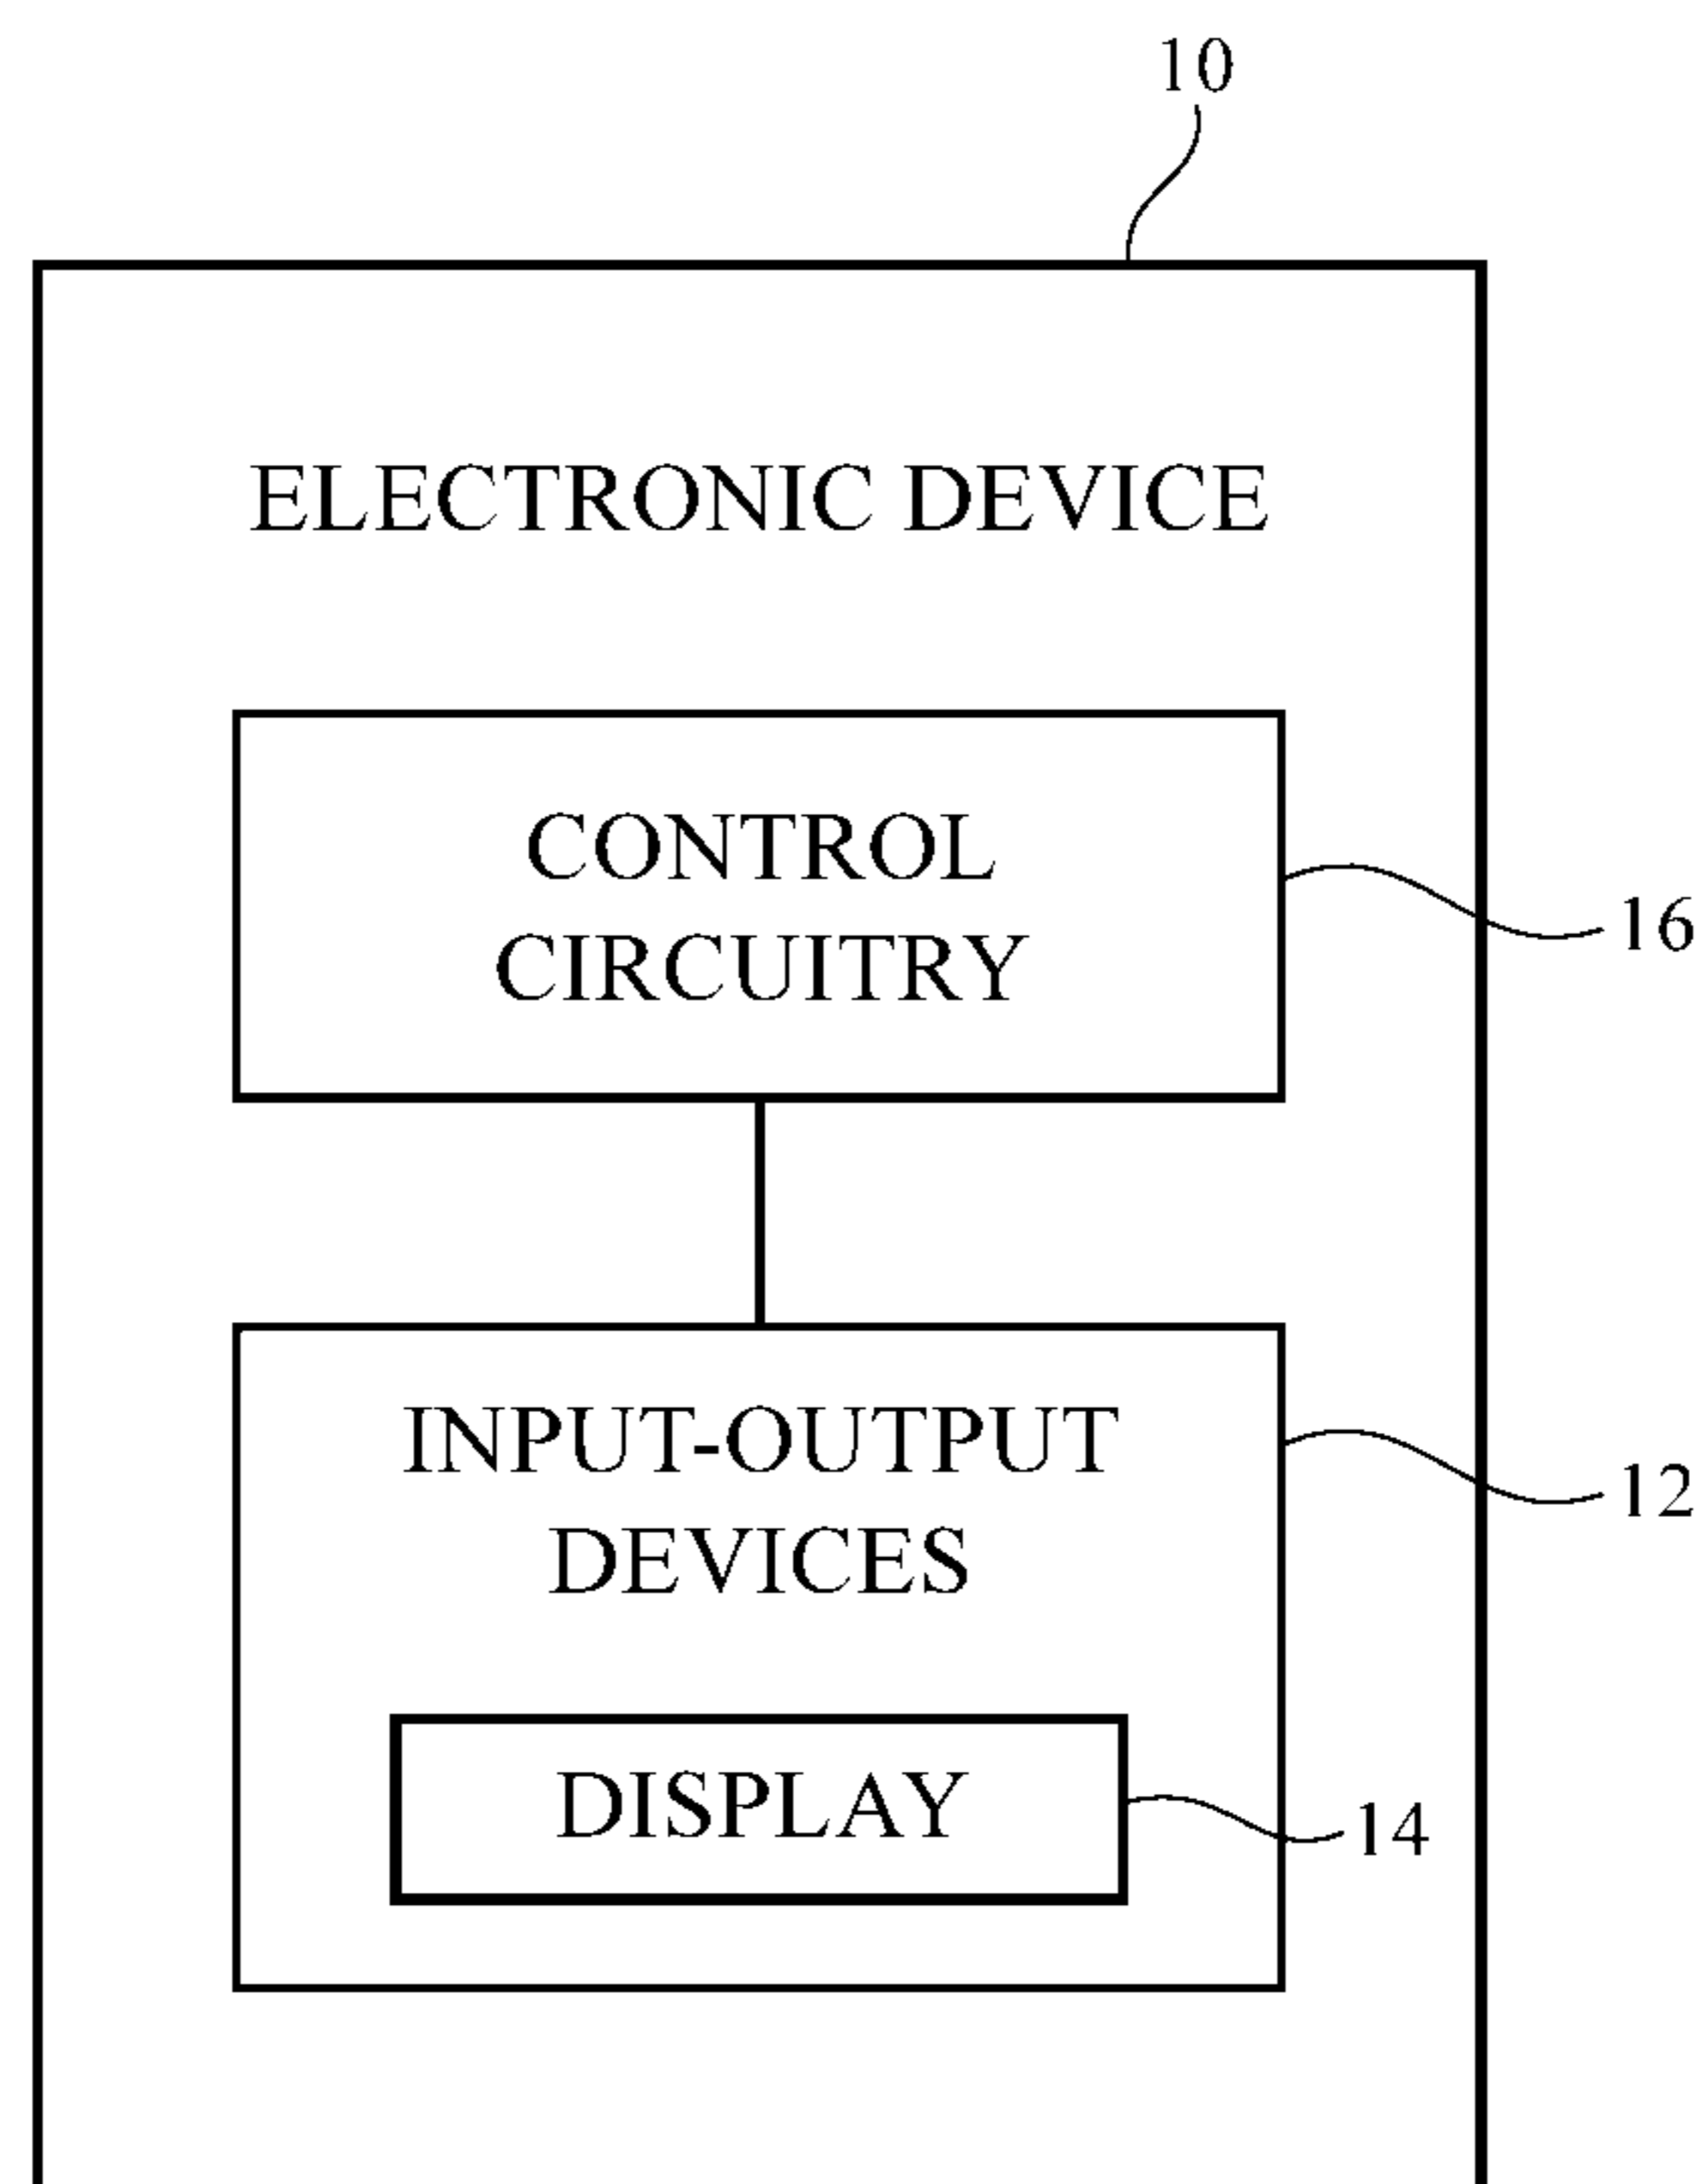 10
ELECTRONIC DEVICE
CONTROL
CIRCUITRY
16
INPUT-OUTPUT
DEVICES
12
DISPLAY
14